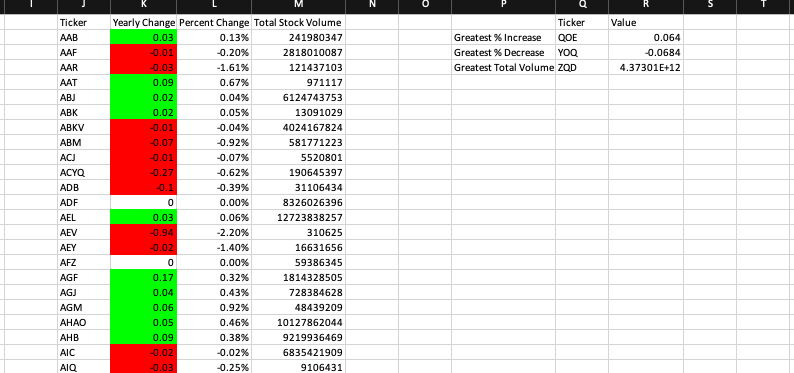 I J K L M N O P Q R S T
Ticker Yearly Change Percent Change Total Stock Volume Ticker Value
AAB 0.03 0.13% 241980347 Greatest % Increase QOE 0.064
AAF -0.01 -0.20% 2818010087 Greatest % Decrease YOQ -0.0684
AAR -0.03 -1.61% 121437103 Greatest Total Volume ZQD 4.37301E+12
AAT 0.09 0.67% 971117
ABJ 0.02 0.04% 6124743753
ABK 0.02 0.05% 13091029
ABKV -0.01 -0.04% 4024167824
ABM -0.07 -0.92% 581771223
ACJ -0.01 -0.07% 5520801
ACYQ -0.27 -0.62% 190645397
ADB -0.1 -0.39% 31106434
ADF 0 0.00% 8326026396
AEL 0.03 0.06% 12723838257
AEV -0.94 -2.20% 310625
AEY -0.02 -1.40% 16631656
AFZ 0 0.00% 59386345
AGF 0.17 0.32% 1814328505
AGJ 0.04 0.43% 728384628
AGM 0.06 0.92% 48439209
AHAO 0.05 0.46% 10127862044
AHB 0.09 0.38% 9219936469
AIC -0.02 -0.02% 6835421909
AIQ -0.03 -0.25% 9106431